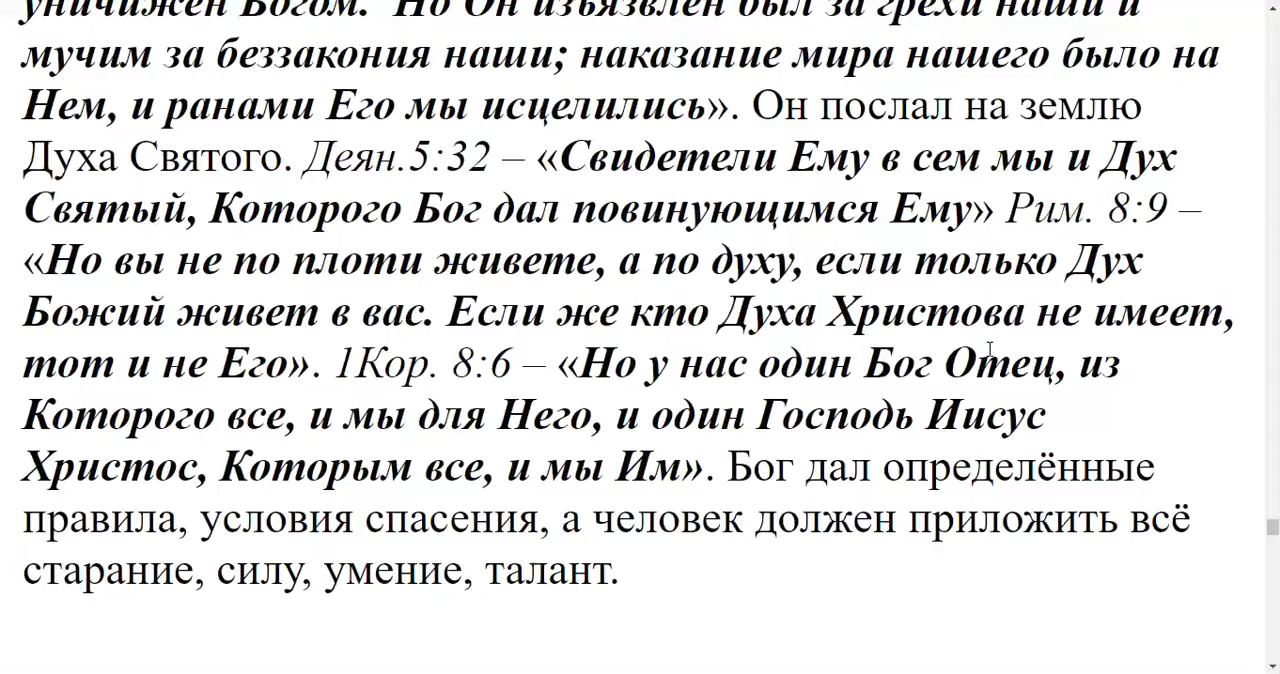 уничижен Богом. Но Он изъязвлен был за грехи наши и
мучим за беззакония наши; наказание мира нашего было на
Нем, и ранами Его мы исцелились». Он послал на землю
Духа Святого. Деян.5:32 – «Свидетели Ему в сем мы и Дух
Святый, Которого Бог дал повинующимся Ему» Рим. 8:9 –
«Но вы не по плоти живете, а по духу, если только Дух
Божий живет в вас. Если же кто Духа Христова не имеет,
тот и не Его». 1Кор. 8:6 – «Но у нас один Бог Отец, из
Которого все, и мы для Него, и один Господь Иисус
Христос, Которым все, и мы Им». Бог дал определённые
правила, условия спасения, а человек должен приложить всё
старание, силу, умение, талант.